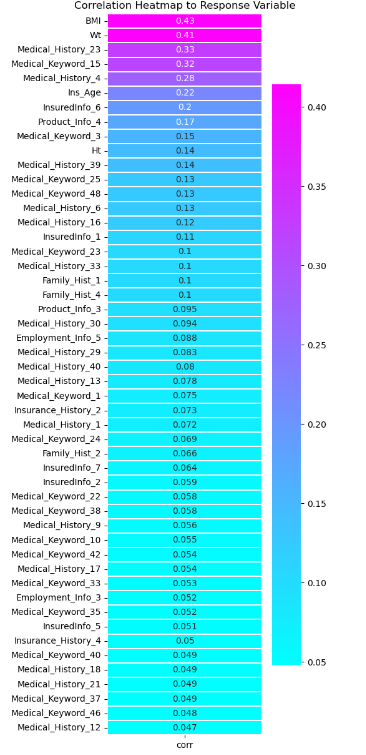 Correlation Heatmap to Response Variable
BMI 0.43
Wt 0.41
Medical_History_23 0.33
Medical_Keyword_15 0.32
Medical_History_4 0.28
Ins_Age 0.22
InsuredInfo_6 0.2
Product_Info_4 0.17
Medical_Keyword_3 0.15
Ht 0.14
Medical_History_39 0.14
Medical_Keyword_25 0.13
Medical_Keyword_48 0.13
Medical_History_6 0.13
Medical_History_16 0.12
InsuredInfo_1 0.11
Medical_Keyword_23 0.1
Medical_History_33 0.1
Family_Hist_1 0.1
Family_Hist_4 0.1
Product_Info_3 0.095
Medical_History_30 0.094
Employment_Info_5 0.088
Medical_History_29 0.083
Medical_History_40 0.08
Medical_History_13 0.078
Medical_Keyword_1 0.075
Insurance_History_2 0.073
Medical_History_1 0.072
Medical_Keyword_24 0.069
Family_Hist_2 0.066
InsuredInfo_7 0.064
InsuredInfo_2 0.059
Medical_Keyword_22 0.058
Medical_Keyword_38 0.058
Medical_History_9 0.056
Medical_Keyword_10 0.055
Medical_Keyword_42 0.054
Medical_History_17 0.054
Medical_Keyword_33 0.053
Employment_Info_3 0.052
Medical_Keyword_35 0.052
InsuredInfo_5 0.051
Insurance_History_4 0.05
Medical_Keyword_40 0.049
Medical_History_18 0.049
Medical_History_21 0.049
Medical_Keyword_37 0.049
Medical_Keyword_46 0.048
Medical_History_12 0.047
corr
0.40
0.35
0.30
0.25
0.20
0.15
0.10
0.05